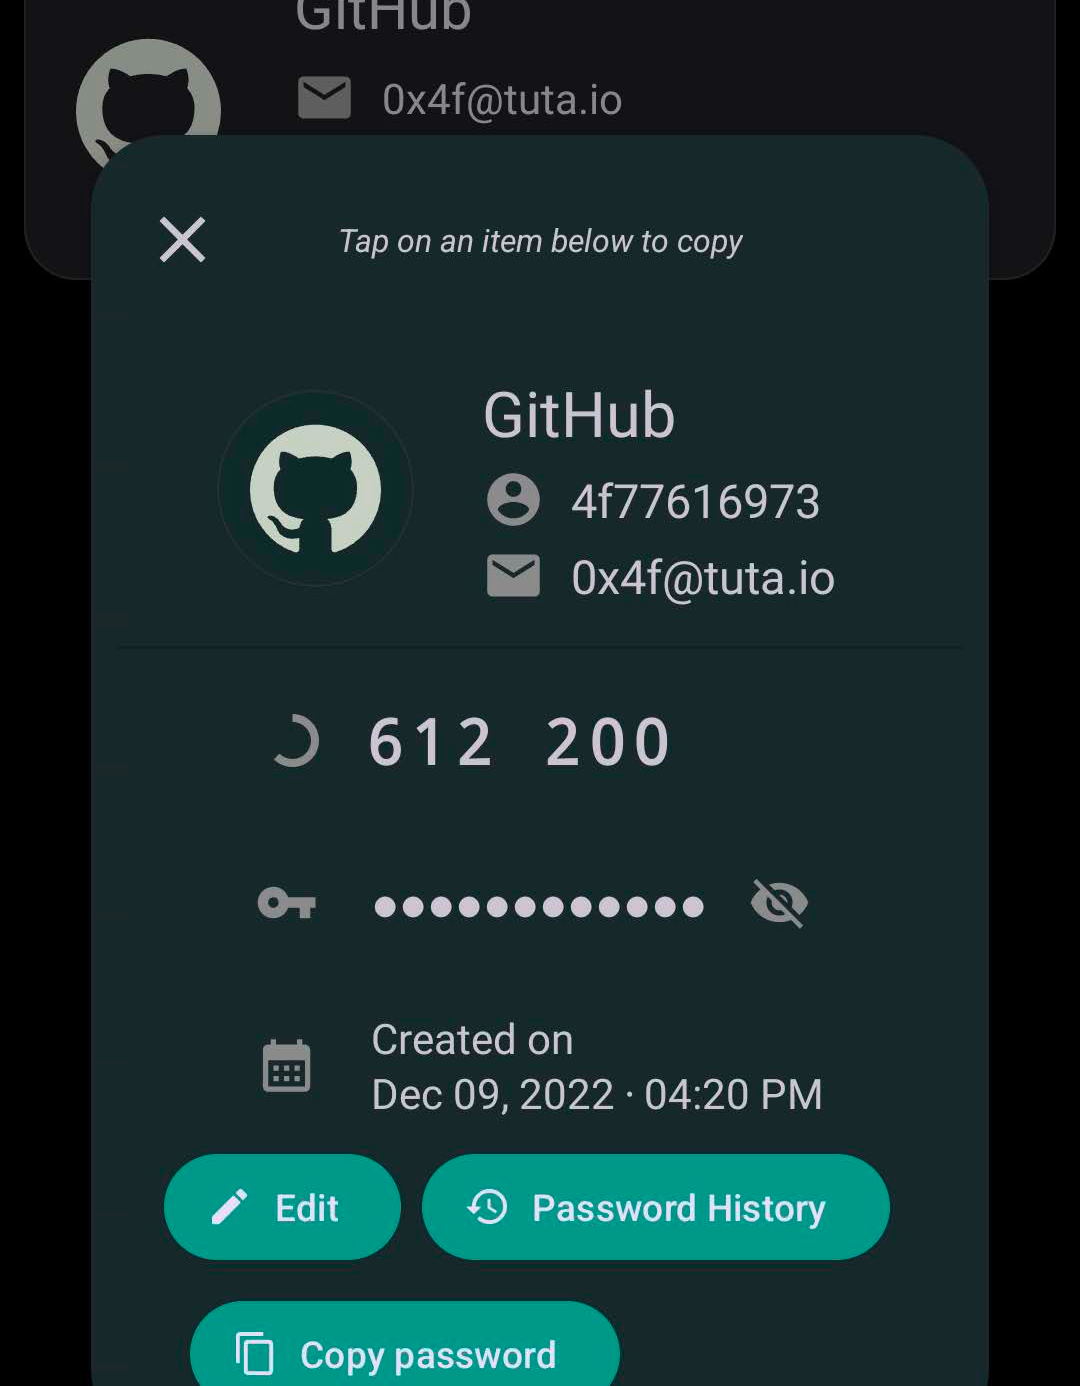 GitHub
0x4f@tuta.io
Tap on an item below to copy
GitHub
4f77616973
0x4f@tuta.io
612 200
Created on
Dec 09, 2022 · 04:20 PM
Edit
Password History
Copy password